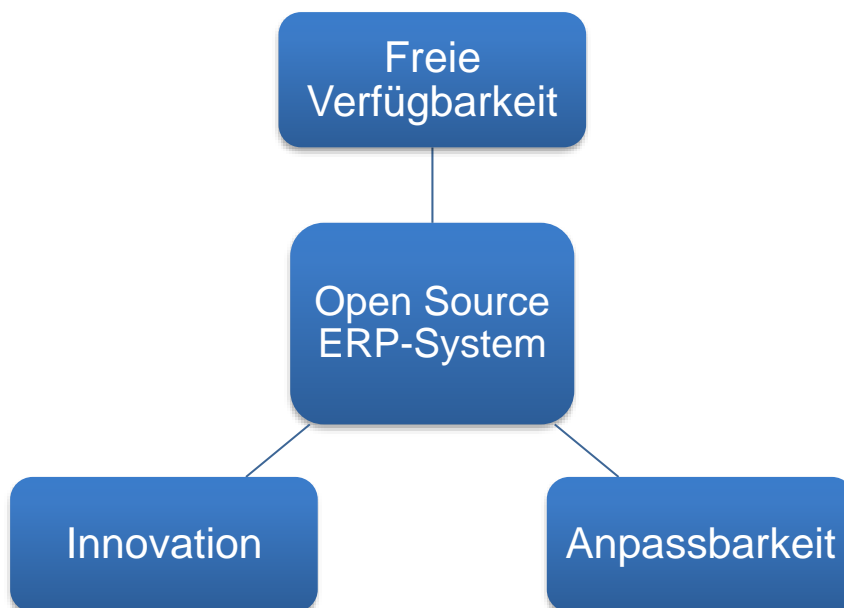 Freie
Verfügbarkeit
Open Source
ERP-System
Innovation
Anpassbarkeit